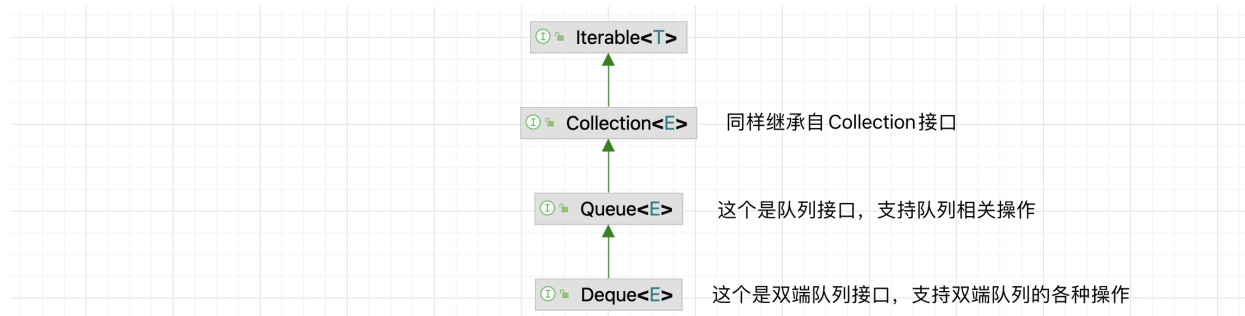 Iterable<T>
Collection<E> 同样继承自Collection接口
Queue<E> 这个是队列接口，支持队列相关操作
Deque<E> 这个是双端队列接口，支持双端队列的各种操作